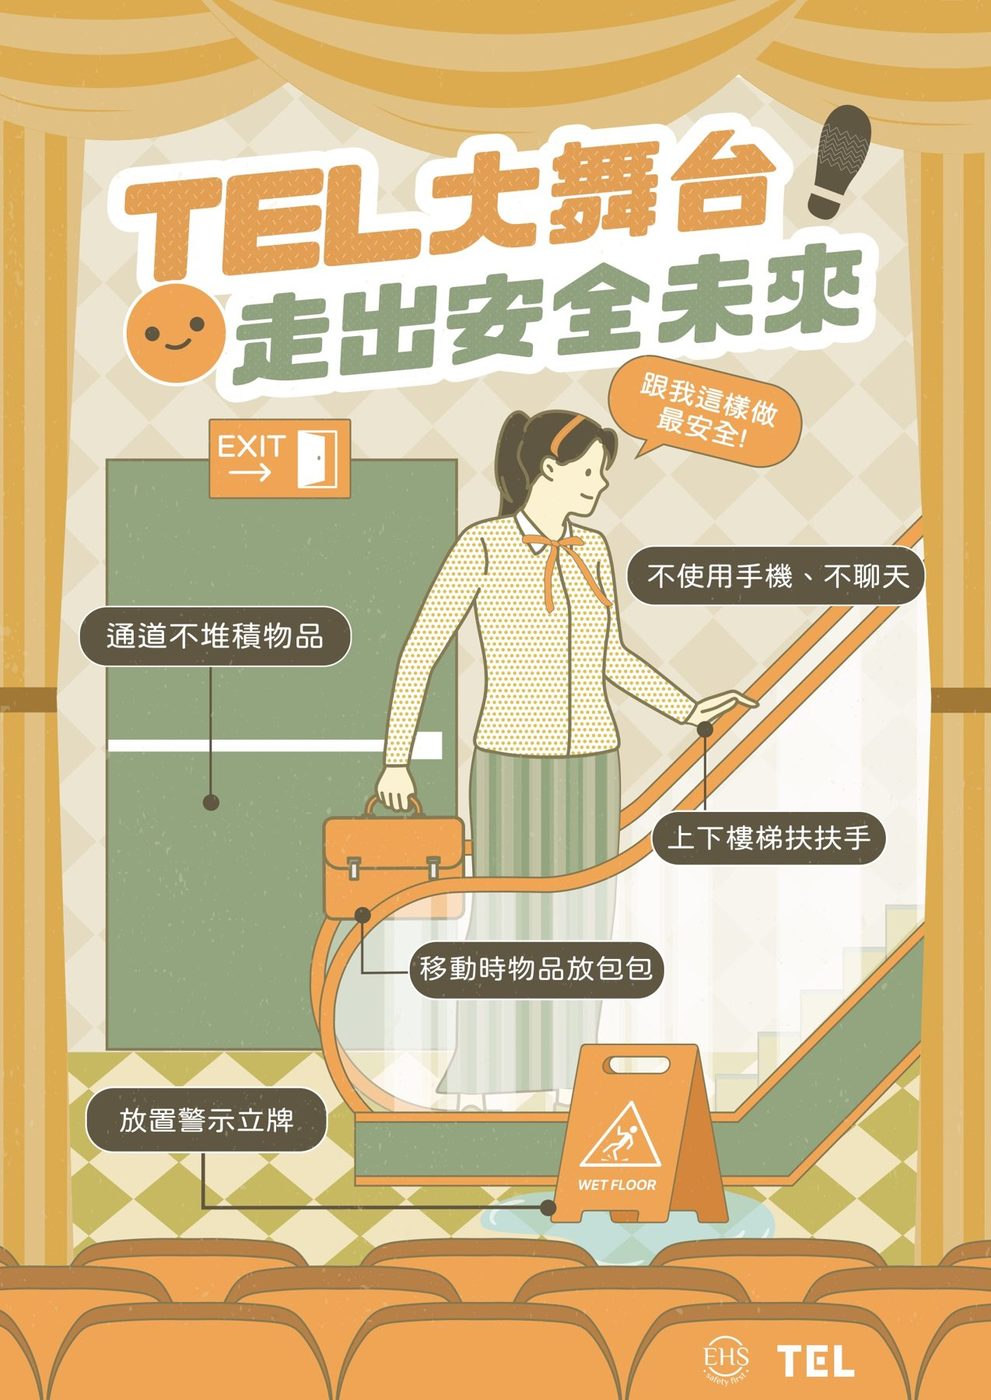 TEL大舞台!
走出安全未來
跟我這樣做
最安全!
EXIT
不使用手機、不聊天
通道不堆積物品
上下樓梯扶扶手
移動時物品放包包
放置警示立牌
WET FLOOR
EHS
safety first
TEL